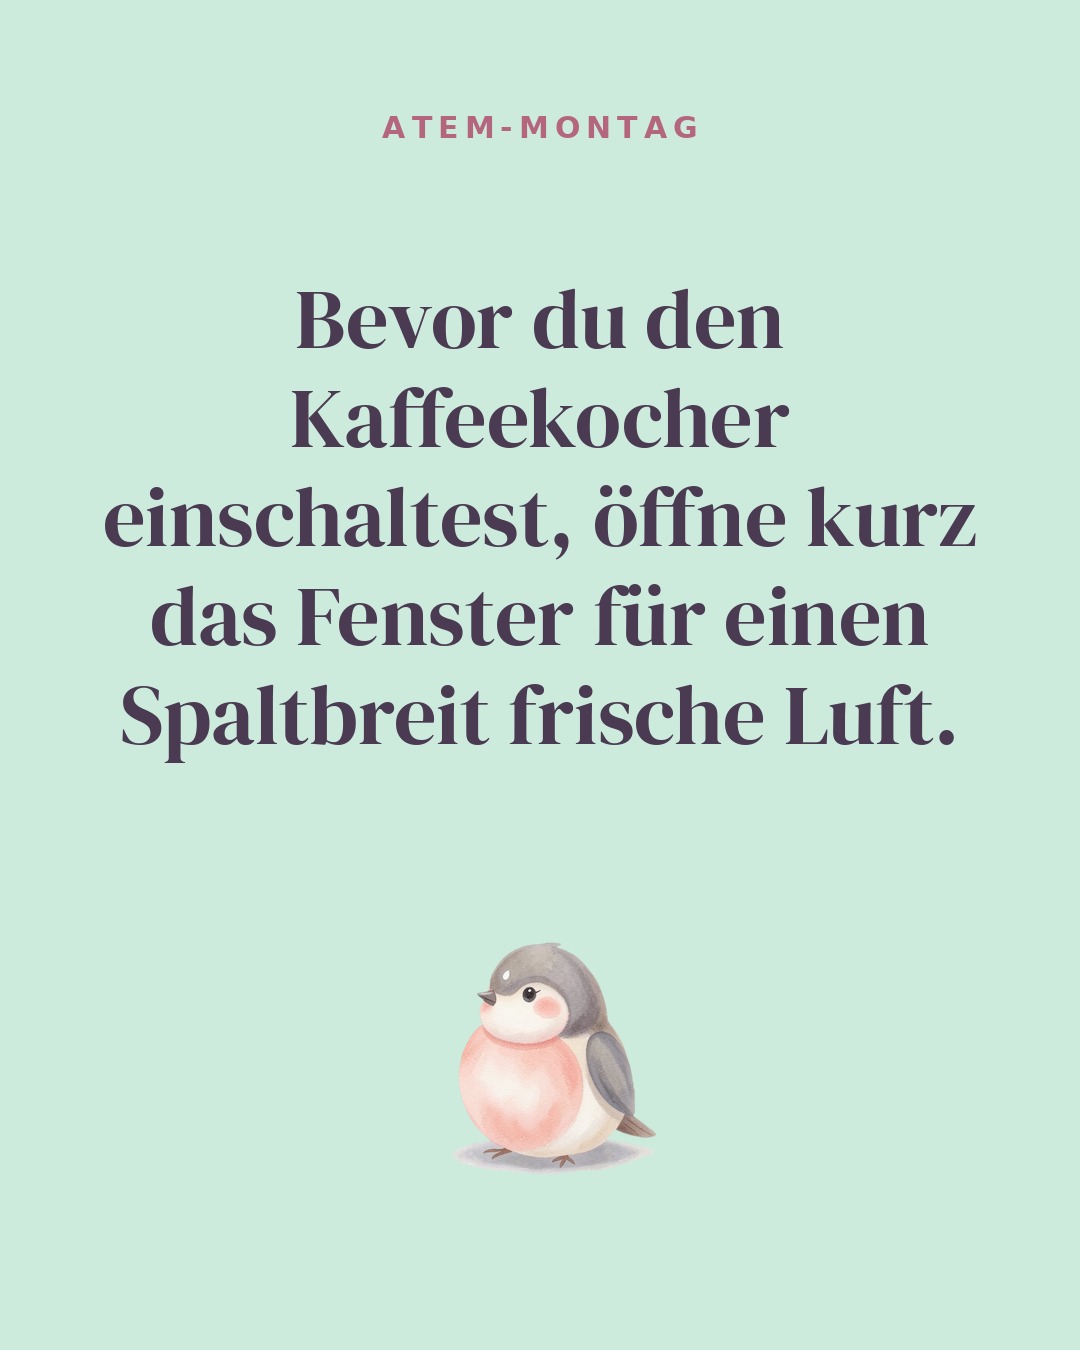 ATEM-MONTAG
Bevor du den
Kaffeekocher
einschaltest, öffne kurz
das Fenster für einen
Spaltbreit frische Luft.